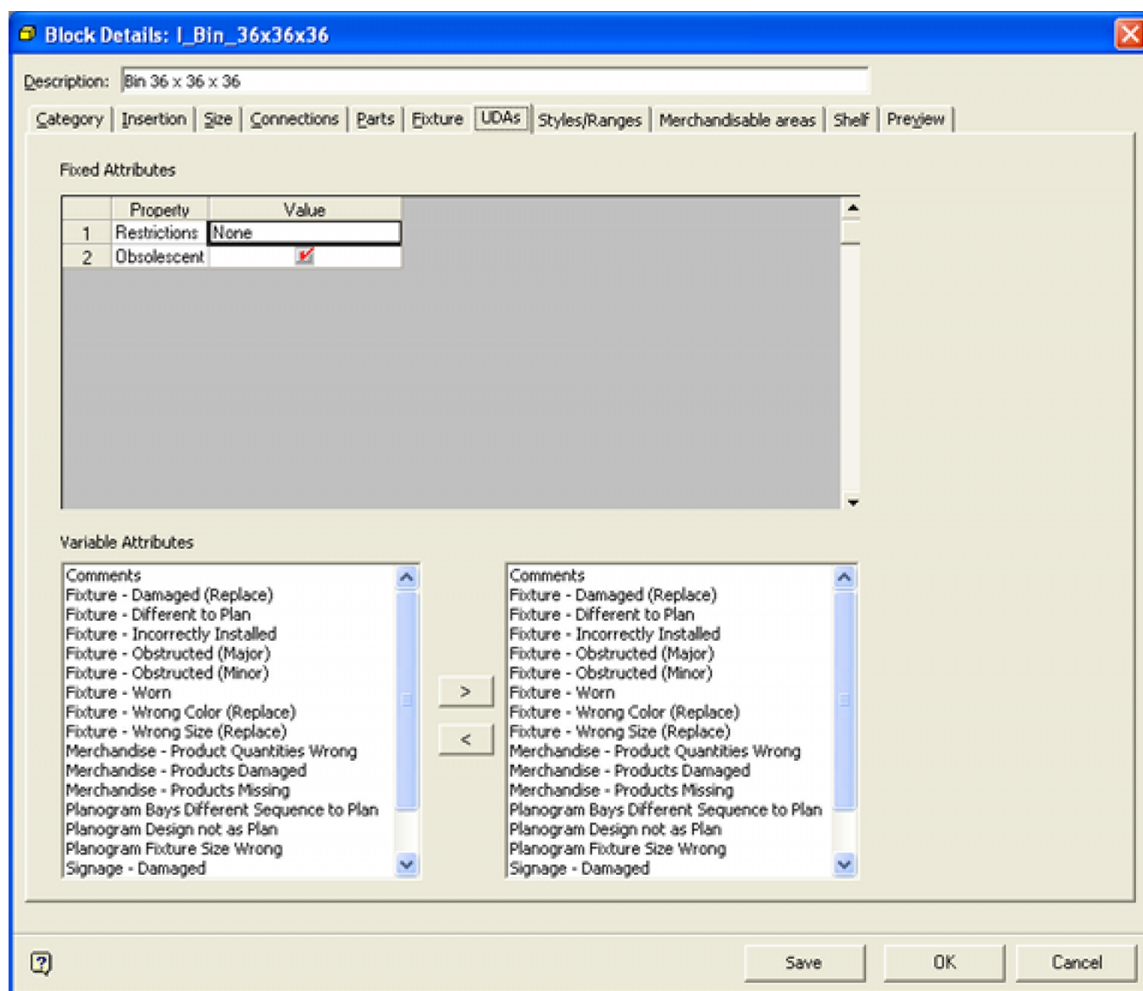 Block Details: I_Bin_36x36x36
Description: Bin 36 x 36 x 36
Category Insertion Size Connections Parts Fixture UDAs Styles/Ranges Merchandisable areas Shelf Preview
Fixed Attributes
Property Value
1 Restrictions None
2 Obsolescent
Variable Attributes
Comments Comments
Fixture - Damaged (Replace) Fixture - Damaged (Replace)
Fixture - Different to Plan Fixture - Different to Plan
Fixture - Incorrectly Installed Fixture - Incorrectly Installed
Fixture - Obstructed (Major) Fixture - Obstructed (Major)
Fixture - Obstructed (Minor) Fixture - Obstructed (Minor)
Fixture - Worn > Fixture - Worn
Fixture - Wrong Color (Replace) Fixture - Wrong Color (Replace)
Fixture - Wrong Size (Replace) < Fixture - Wrong Size (Replace)
Merchandise - Product Quantities Wrong Merchandise - Product Quantities Wrong
Merchandise - Products Damaged Merchandise - Products Damaged
Merchandise - Products Missing Merchandise - Products Missing
Planogram Bays Different Sequence to Plan Planogram Bays Different Sequence to Plan
Planogram Design not as Plan Planogram Design not as Plan
Planogram Fixture Size Wrong Planogram Fixture Size Wrong
Signage - Damaged Signage - Damaged
? Save OK Cancel